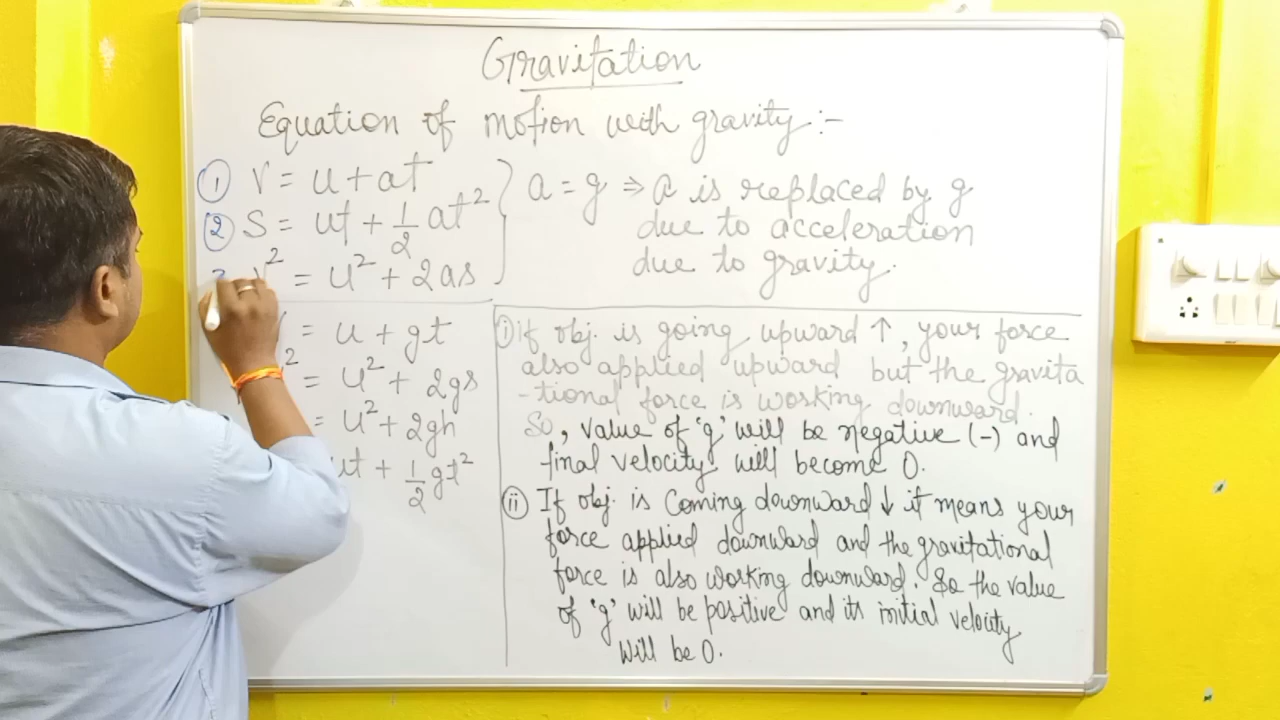 Gravitation
Equation of motion with gravity :-
① V = u + at
② S = ut + 1/2 at²
V² = u² + 2as
a = g ⇒ a is replaced by g
due to acceleration
due to gravity.
= u + gt
² = u² + 2gs
= u² + 2gh
ut + 1/2 gt²
ⓘ if obj. is going upward ↑, your force
also applied upward but the gravita
-tional force is working downward.
So, value of 'g' will be negative (-) and
final velocity will become 0.
ⓘⓘ If obj. is coming downward ↓ it means your
force applied downward and the gravitational
force is also working downward. So the value
of 'g' will be positive and its initial velocity
will be 0.